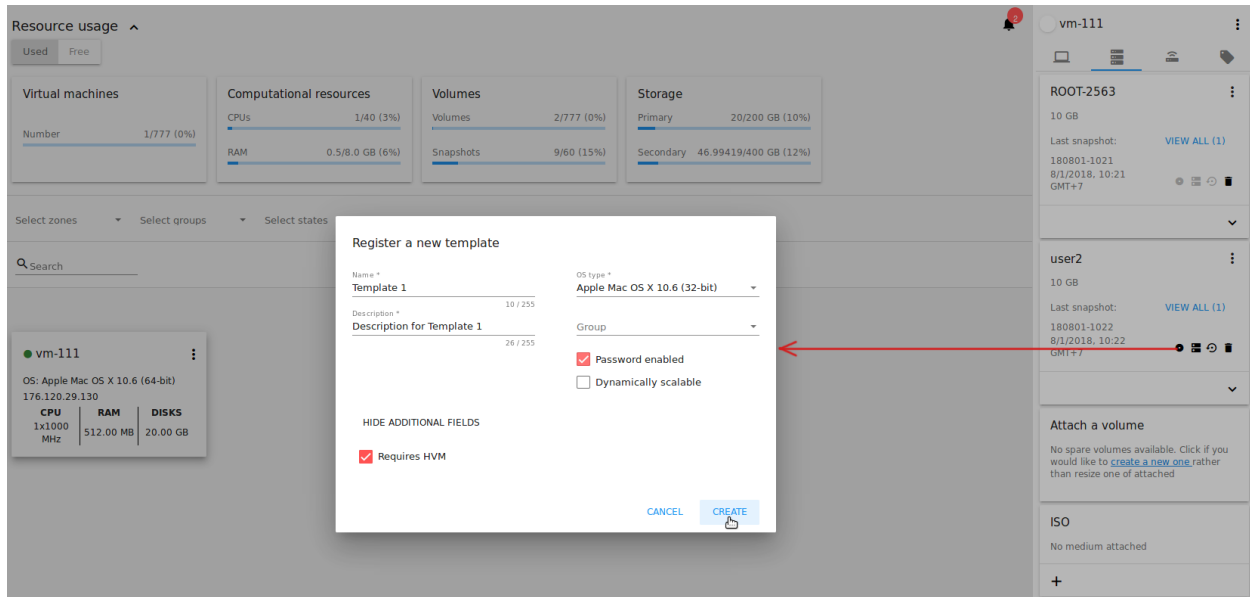 Resource usage
2
Used Free
Virtual machines
Number 1/777 (0%)
Computational resources
CPUs 1/40 (3%)
RAM 0.5/8.0 GB (6%)
Volumes
Volumes 2/777 (0%)
Snapshots 9/60 (15%)
Storage
Primary 20/200 GB (10%)
Secondary 46.99419/400 GB (12%)
Select zones Select groups Select states
Search
vm-111
OS: Apple Mac OS X 10.6 (64-bit)
176.120.29.130
CPU RAM DISKS
1x1000 MHz 512.00 MB 20.00 GB
Register a new template
Name *
Template 1
10 / 255
Description *
Description for Template 1
26 / 255
OS type *
Apple Mac OS X 10.6 (32-bit)
Group
Password enabled
Dynamically scalable
HIDE ADDITIONAL FIELDS
Requires HVM
CANCEL CREATE
vm-111
ROOT-2563
10 GB
Last snapshot: VIEW ALL (1)
180801-1021
8/1/2018, 10:21
GMT+7
user2
10 GB
Last snapshot: VIEW ALL (1)
180801-1022
8/1/2018, 10:22
GMT+7
Attach a volume
No spare volumes available. Click if you
would like to create a new one rather
than resize one of attached
ISO
No medium attached
+